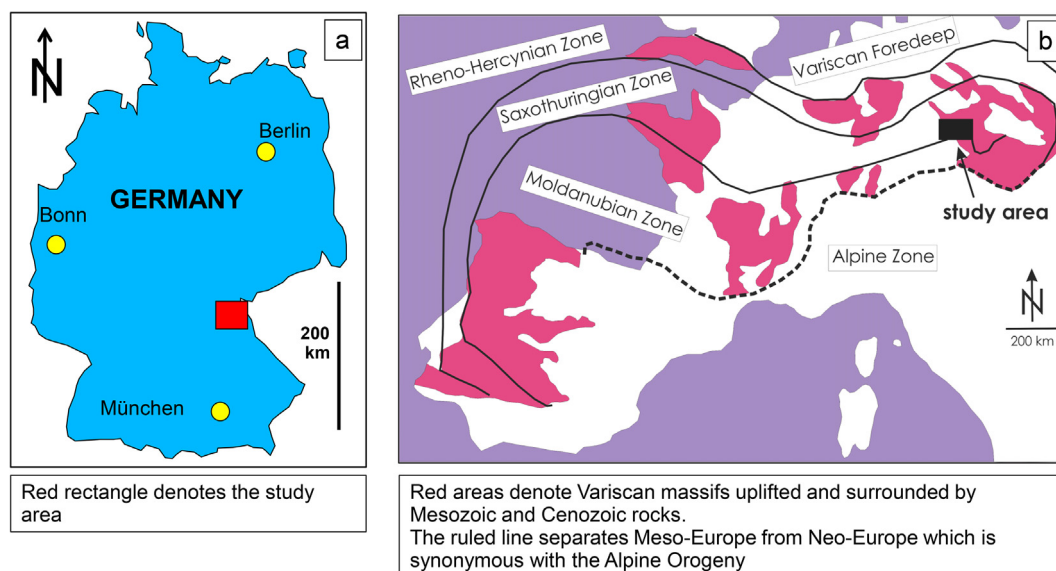 a
N
Berlin
GERMANY
Bonn
200
km
München
Red rectangle denotes the study
area
b
Rheno-Hercynian Zone
Variscan Foredeep
Saxothuringian Zone
Moldanubian Zone
study area
Alpine Zone
N
200 km
Red areas denote Variscan massifs uplifted and surrounded by
Mesozoic and Cenozoic rocks.
The ruled line separates Meso-Europe from Neo-Europe which is
synonymous with the Alpine Orogeny